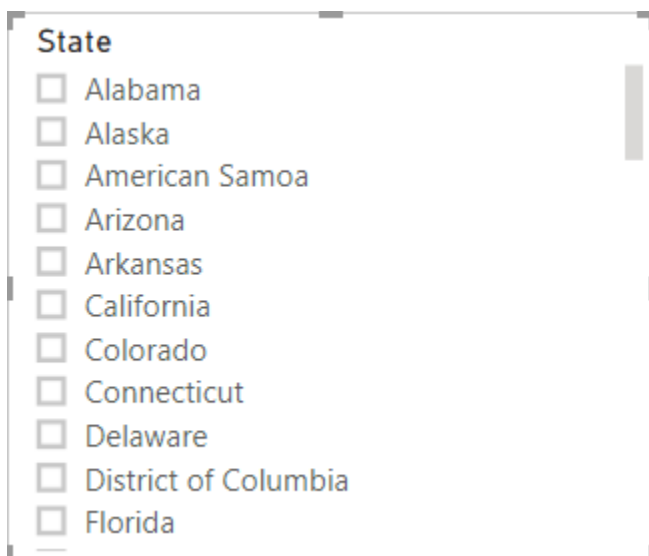 State
Alabama
Alaska
American Samoa
Arizona
Arkansas
California
Colorado
Connecticut
Delaware
District of Columbia
Florida